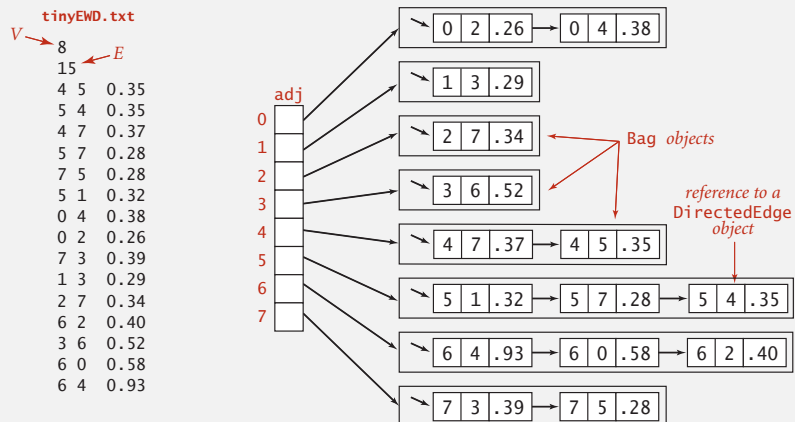 tinyEWD.txt
V
8
E
15
4 5 0.35
5 4 0.35
4 7 0.37
5 7 0.28
7 5 0.28
5 1 0.32
0 4 0.38
0 2 0.26
7 3 0.39
1 3 0.29
2 7 0.34
6 2 0.40
3 6 0.52
6 0 0.58
6 4 0.93
adj
0
1
2
3
4
5
6
7
0 2 .26 0 4 .38
1 3 .29
2 7 .34
Bag objects
3 6 .52
reference to a
DirectedEdge
object
4 7 .37 4 5 .35
5 1 .32 5 7 .28 5 4 .35
6 4 .93 6 0 .58 6 2 .40
7 3 .39 7 5 .28